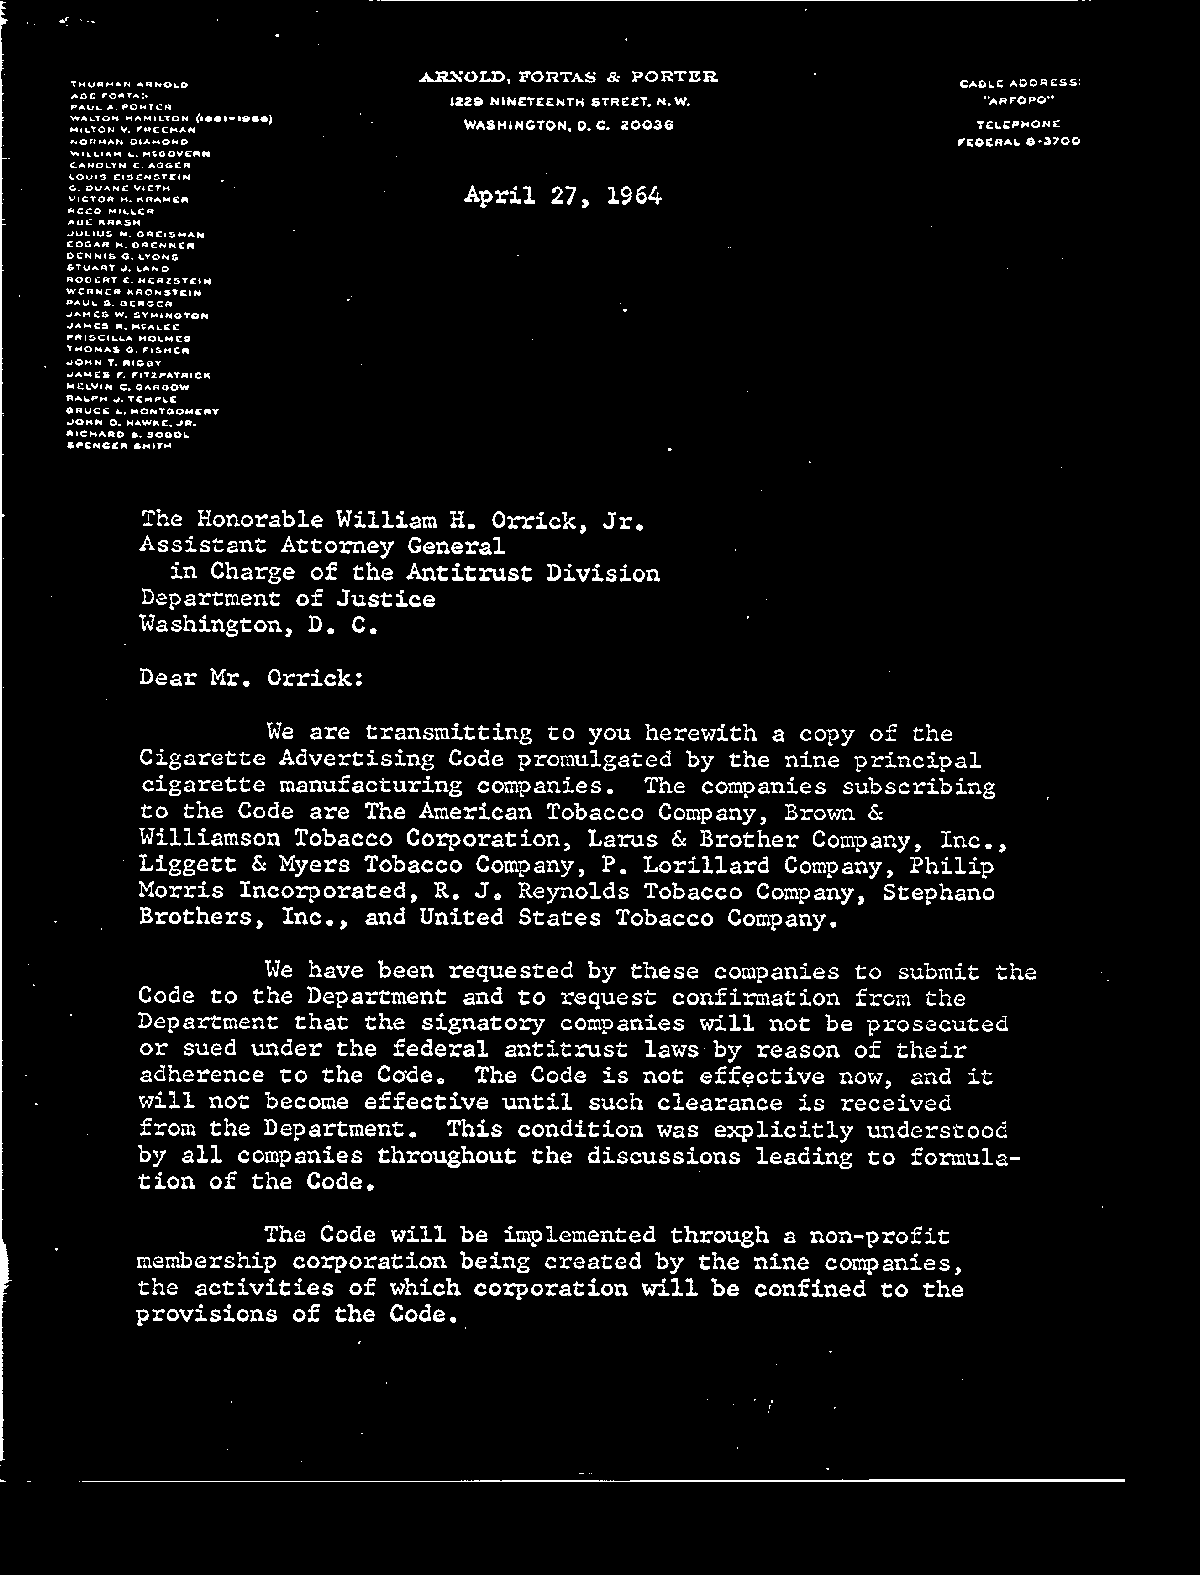 ARNOLD, FORTAS & PORTER
1229 NINETEENTH STREET, N.W.
WASHINGTON, D. C. 20036
CABLE ADDRESS:
"ARFOPO"
TELEPHONE
FEDERAL 8-3700
THURMAN ARNOLD
ABE FORTAS
PAUL A. PORTER
WALTON HAMILTON (1881-1958)
MILTON V. FREEMAN
NORMAN DIAMOND
WILLIAM L. MCGOVERN
CAROLYN E. AGGER
LOUIS EISENSTEIN
G. DUANE VIETH
VICTOR H. KRAMER
REED MILLER
ABE KRASH
JULIUS M. GREISMAN
EDGAR H. BRENNER
DENNIS G. LYONS
STUART J. LAND
ROBERT E. HERZSTEIN
WERNER KRONSTEIN
PAUL S. BERGER
JAMES W. SYMINGTON
JAMES R. MCALEE
PRISCILLA HOLMES
THOMAS G. FISHER
JOHN T. RIGBY
JAMES F. FITZPATRICK
MELVIN C. GARBOW
RALPH J. TEMPLE
BRUCE L. MONTGOMERY
JOHN D. HAWKE, JR.
RICHARD B. SOBOL
SPENCER SMITH
April 27, 1964
The Honorable William H. Orrick, Jr.
Assistant Attorney General
in Charge of the Antitrust Division
Department of Justice
Washington, D. C.
Dear Mr. Orrick:
We are transmitting to you herewith a copy of the
Cigarette Advertising Code promulgated by the nine principal
cigarette manufacturing companies. The companies subscribing
to the Code are The American Tobacco Company, Brown &
Williamson Tobacco Corporation, Larus & Brother Company, Inc.,
Liggett & Myers Tobacco Company, P. Lorillard Company, Philip
Morris Incorporated, R. J. Reynolds Tobacco Company, Stephano
Brothers, Inc., and United States Tobacco Company.
We have been requested by these companies to submit the
Code to the Department and to request confirmation from the
Department that the signatory companies will not be prosecuted
or sued under the federal antitrust laws by reason of their
adherence to the Code. The Code is not effective now, and it
will not become effective until such clearance is received
from the Department. This condition was explicitly understood
by all companies throughout the discussions leading to formula-
tion of the Code.
The Code will be implemented through a non-profit
membership corporation being created by the nine companies,
the activities of which corporation will be confined to the
provisions of the Code.